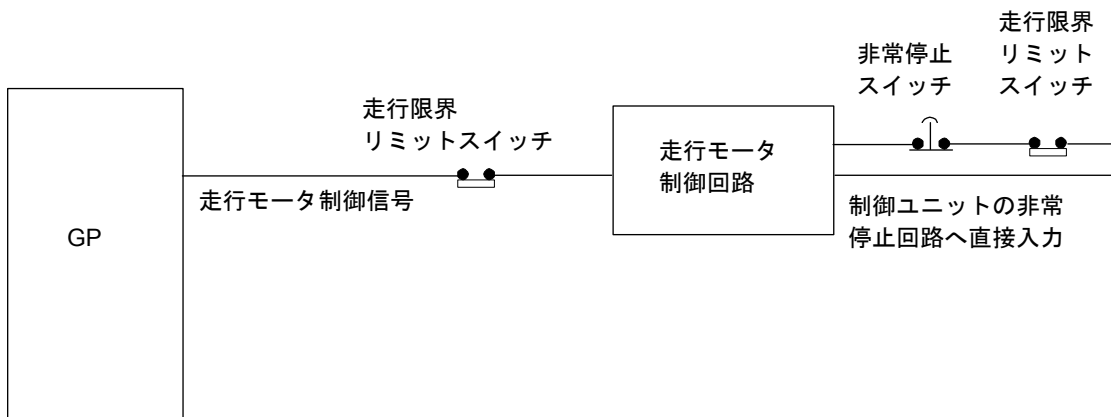 GP
走行モータ制御信号
走行限界
リミットスイッチ
走行モータ
制御回路
非常停止
スイッチ
走行限界
リミット
スイッチ
制御ユニットの非常
停止回路へ直接入力